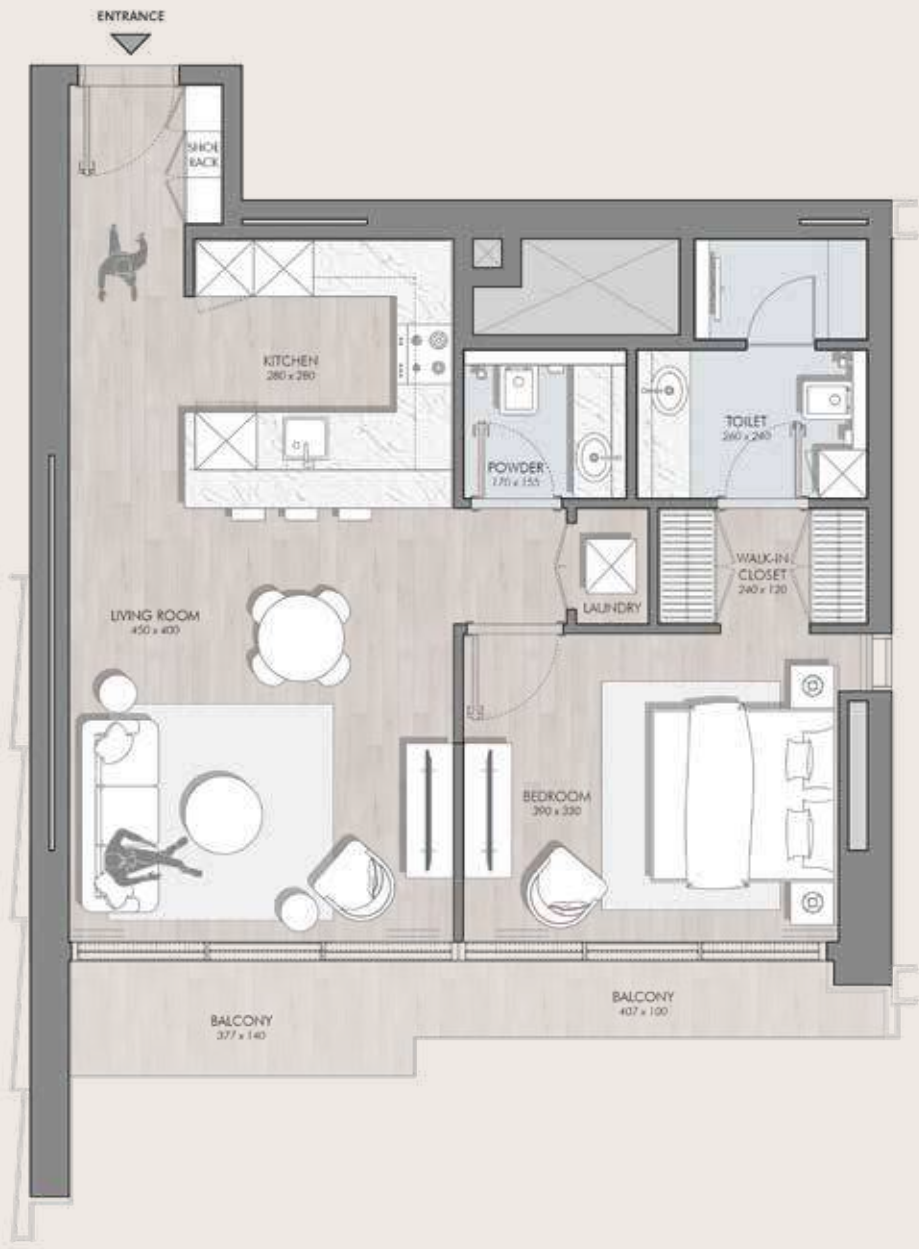 ENTRANCE
SHOE
RACK
KITCHEN
280 x 280
TOILET
260 x 240
POWDER
170 x 155
WALK-IN
CLOSET
240 x 120
LAUNDRY
LIVING ROOM
450 x 400
BEDROOM
390 x 330
BALCONY
407 x 100
BALCONY
377 x 140